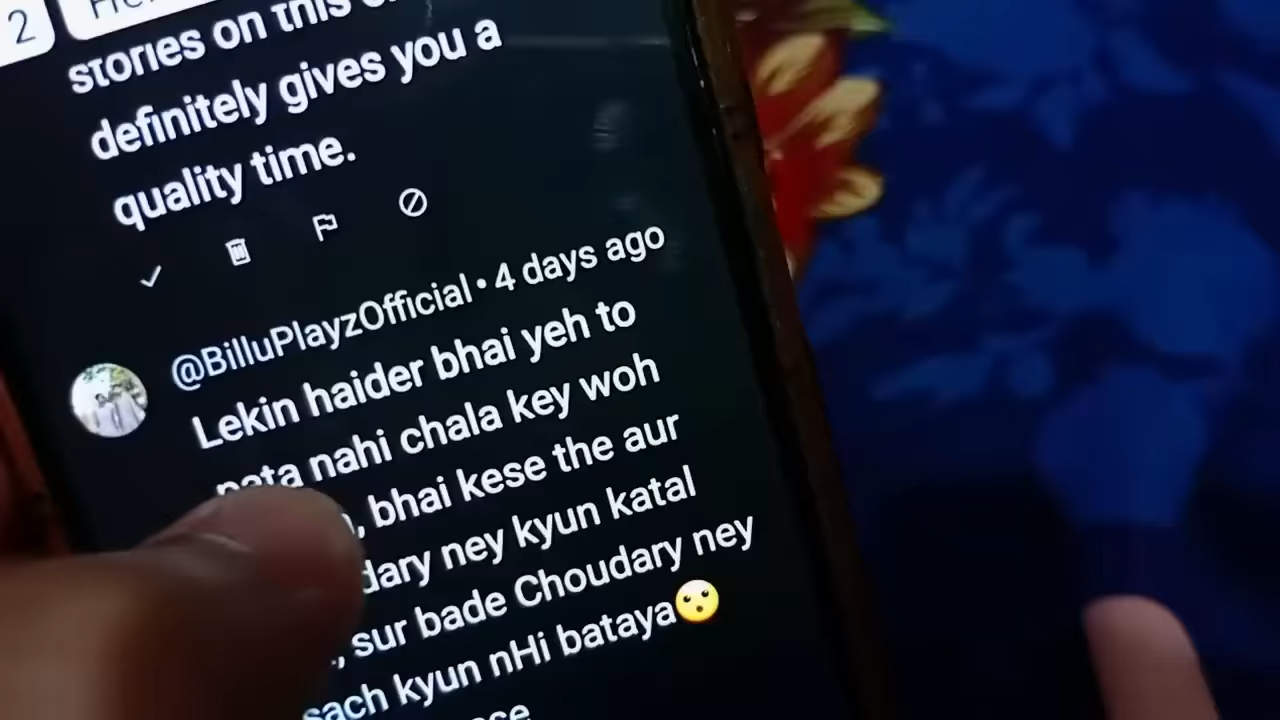 2
stories on this
definitely gives you a
quality time.
@BilluPlayzOfficial • 4 days ago
Lekin haider bhai yeh to
pata nahi chala key woh
, bhai kese the aur
dary ney kyun katal
, sur bade Choudary ney
sach kyun nHi bataya😳